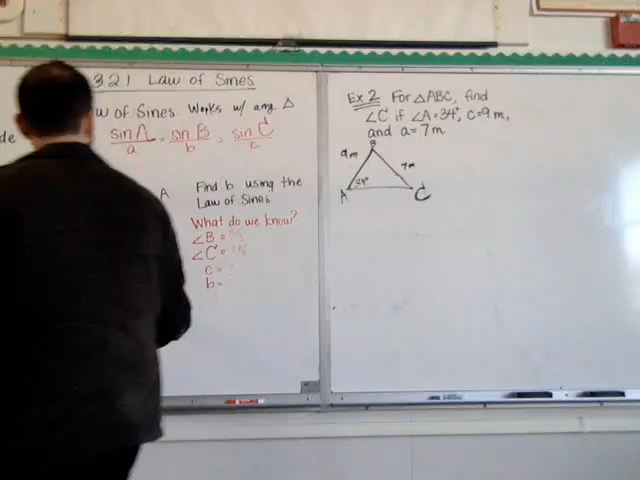 321 Law of Sines
w of Sines Works w/ any △
sin A/a = sin B/b = sin C/c
A
Find b using the
Law of Sines
What do we know?
∠B =
∠C =
c =
b =
Ex 2 For △ABC, find
∠C if ∠A = 34°, c = 9 m,
and a = 7 m
B
9 m
7 m
34°
A
C